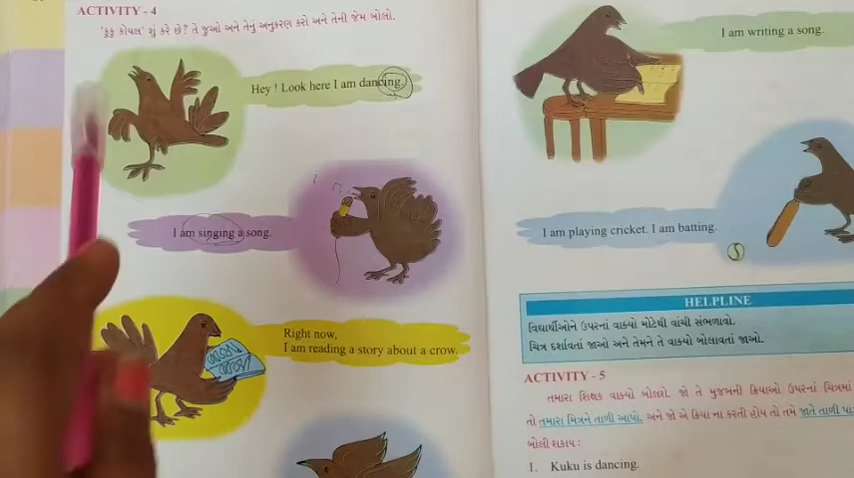 ACTIVITY - 4
'કૂકૂ કોયલ' શું કરે છે? તે જુઓ અને તેનું અનુકરણ કરો અને તેની જેમ બોલો.
Hey ! Look here I am dancing.
I am singing a song.
Right now,
I am reading a story about a crow.
I am writing a song.
I am playing cricket. I am batting.
HELPLINE
વિદ્યાર્થીઓને ઉપરનાં વાક્યો મોટેથી વાંચી સંભળાવો.
ચિત્ર દર્શાવતાં જાઓ અને તેમને તે વાક્યો બોલાવતાં જાઓ.
ACTIVITY - 5
તમારા શિક્ષક વાક્યો બોલશે. જો તે મુજબની ક્રિયાઓ ઉપરનાં ચિત્રમાં
તો તમારા મિત્રને તાળી આપો. અને જો એ ક્રિયા ના કરતી હોય તો તમે જાતે તાળી
બોલી શકાય :
1. Kuku is dancing.